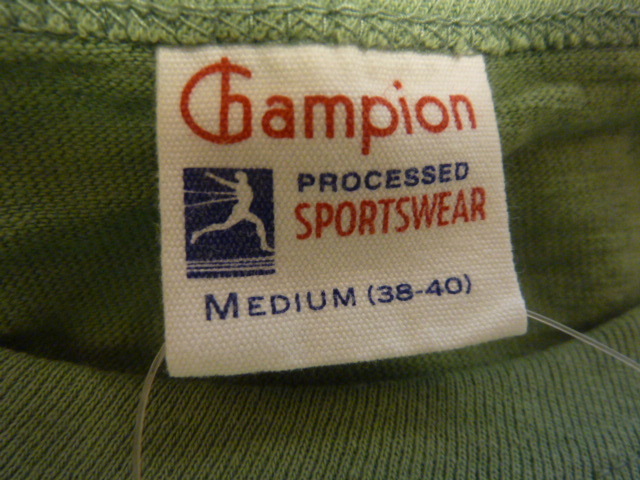 Champion
PROCESSED
SPORTSWEAR
MEDIUM (38-40)